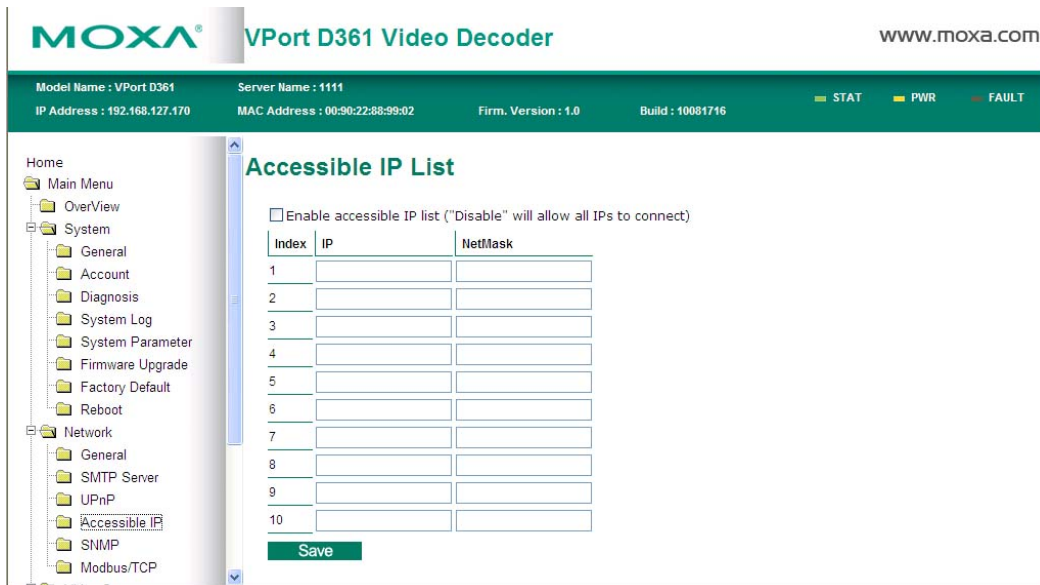 MOXA® VPort D361 Video Decoder www.moxa.com
Model Name : VPort D361 Server Name : 1111
IP Address : 192.168.127.170 MAC Address : 00:90:22:88:99:02 Firm. Version : 1.0 Build : 10081716
STAT PWR FAULT
Home
Main Menu
OverView
System
General
Account
Diagnosis
System Log
System Parameter
Firmware Upgrade
Factory Default
Reboot
Network
General
SMTP Server
UPnP
Accessible IP
SNMP
Modbus/TCP
Accessible IP List
Enable accessible IP list ("Disable" will allow all IPs to connect)
Index IP NetMask
1
2
3
4
5
6
7
8
9
10
Save